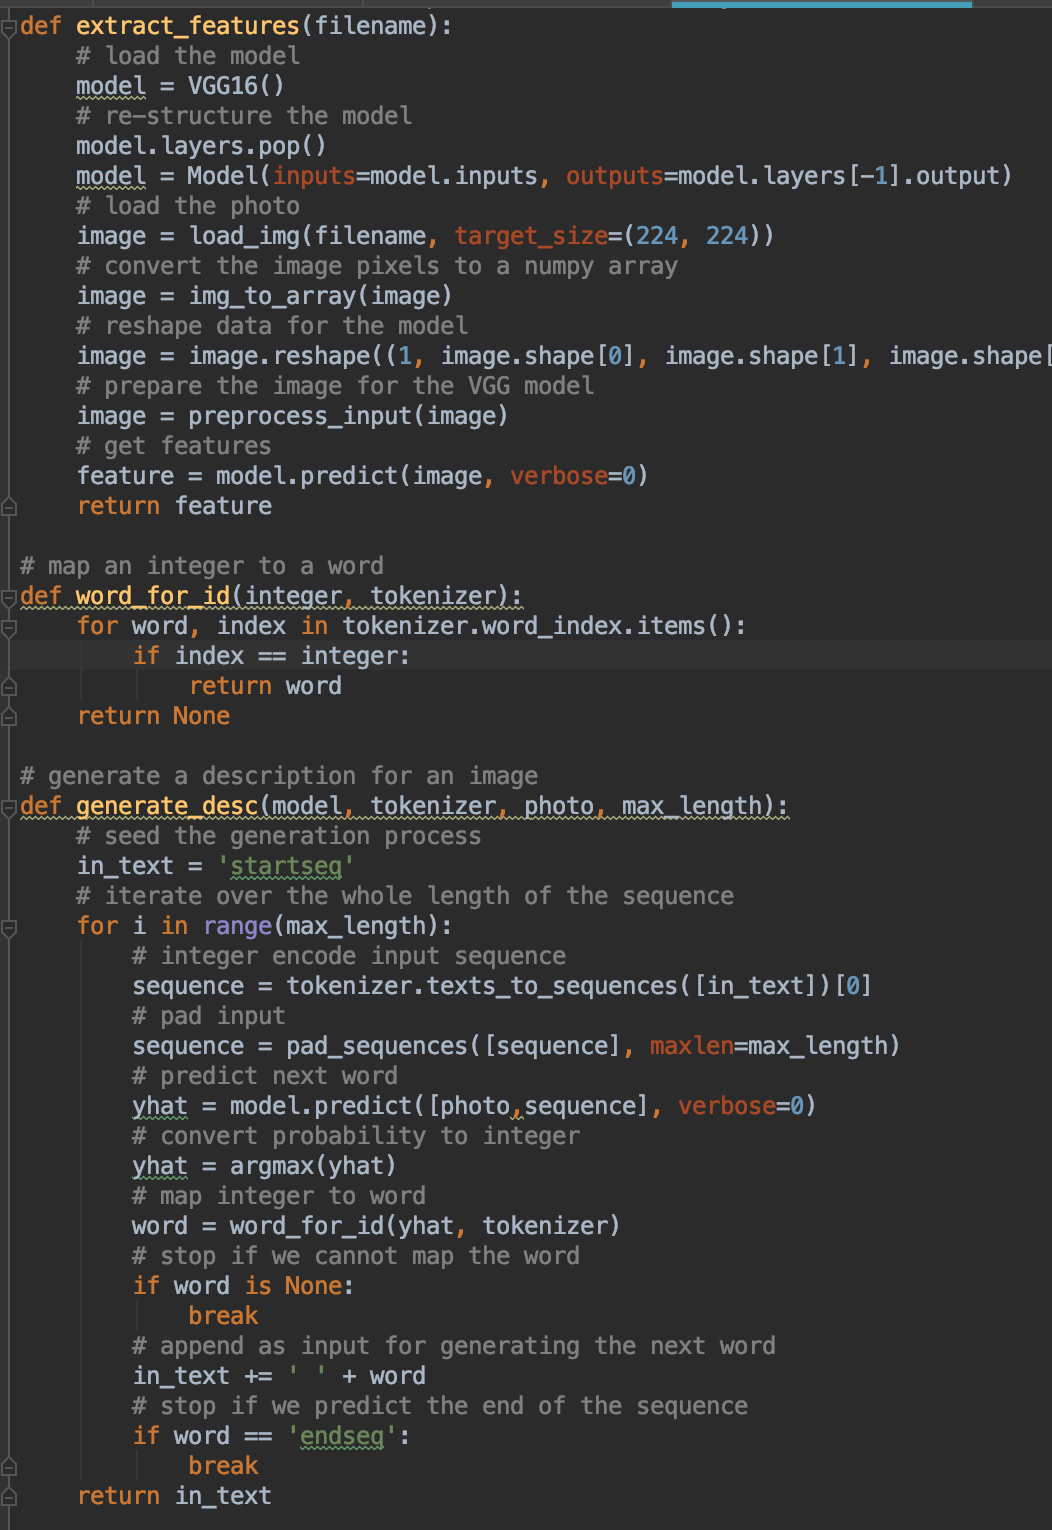 def extract_features(filename):
    # load the model
    model = VGG16()
    # re-structure the model
    model.layers.pop()
    model = Model(inputs=model.inputs, outputs=model.layers[-1].output)
    # load the photo
    image = load_img(filename, target_size=(224, 224))
    # convert the image pixels to a numpy array
    image = img_to_array(image)
    # reshape data for the model
    image = image.reshape((1, image.shape[0], image.shape[1], image.shape[
    # prepare the image for the VGG model
    image = preprocess_input(image)
    # get features
    feature = model.predict(image, verbose=0)
    return feature

# map an integer to a word
def word_for_id(integer, tokenizer):
    for word, index in tokenizer.word_index.items():
        if index == integer:
            return word
    return None

# generate a description for an image
def generate_desc(model, tokenizer, photo, max_length):
    # seed the generation process
    in_text = 'startseq'
    # iterate over the whole length of the sequence
    for i in range(max_length):
        # integer encode input sequence
        sequence = tokenizer.texts_to_sequences([in_text])[0]
        # pad input
        sequence = pad_sequences([sequence], maxlen=max_length)
        # predict next word
        yhat = model.predict([photo,sequence], verbose=0)
        # convert probability to integer
        yhat = argmax(yhat)
        # map integer to word
        word = word_for_id(yhat, tokenizer)
        # stop if we cannot map the word
        if word is None:
            break
        # append as input for generating the next word
        in_text += ' ' + word
        # stop if we predict the end of the sequence
        if word == 'endseq':
            break
    return in_text